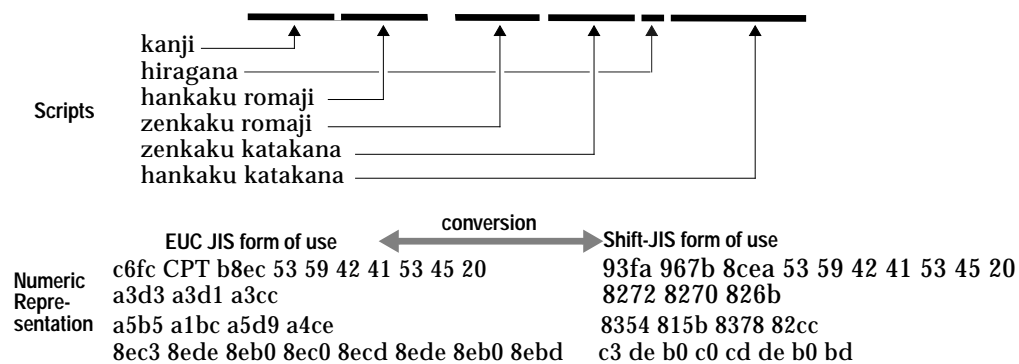 kanji
hiragana
hankaku romaji
zenkaku romaji
zenkaku katakana
hankaku katakana
Scripts
conversion
EUC JIS form of use
Shift-JIS form of use
Numeric
Repre-
sentation
c6fc CPT b8ec 53 59 42 41 53 45 20
a3d3 a3d1 a3cc
a5b5 a1bc a5d9 a4ce
8ec3 8ede 8eb0 8ec0 8ecd 8ede 8eb0 8ebd
93fa 967b 8cea 53 59 42 41 53 45 20
8272 8270 826b
8354 815b 8378 82cc
c3 de b0 c0 cd de b0 bd